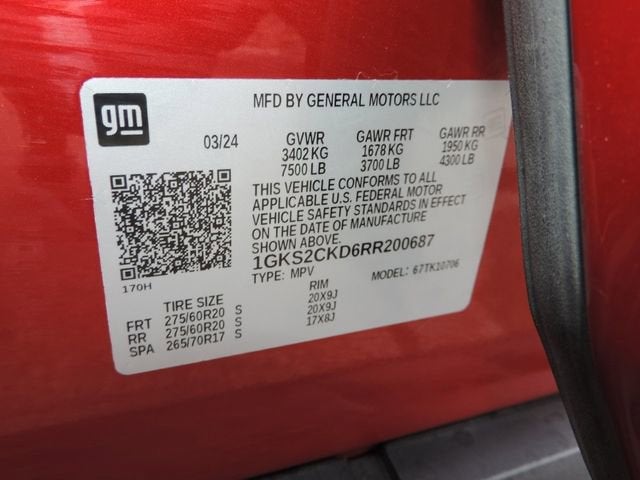 gm
MFD BY GENERAL MOTORS LLC
03/24 GVWR GAWR FRT GAWR RR
3402 KG 1678 KG 1950 KG
7500 LB 3700 LB 4300 LB
THIS VEHICLE CONFORMS TO ALL
APPLICABLE U.S. FEDERAL MOTOR
VEHICLE SAFETY STANDARDS IN EFFECT
ON THE DATE OF MANUFACTURE
SHOWN ABOVE.
1GKS2CKD6RR200687
170H TYPE: MPV MODEL: 67TK10706
TIRE SIZE RIM
FRT 275/60R20 S 20X9J
RR 275/60R20 S 20X9J
SPA 265/70R17 S 17X8J